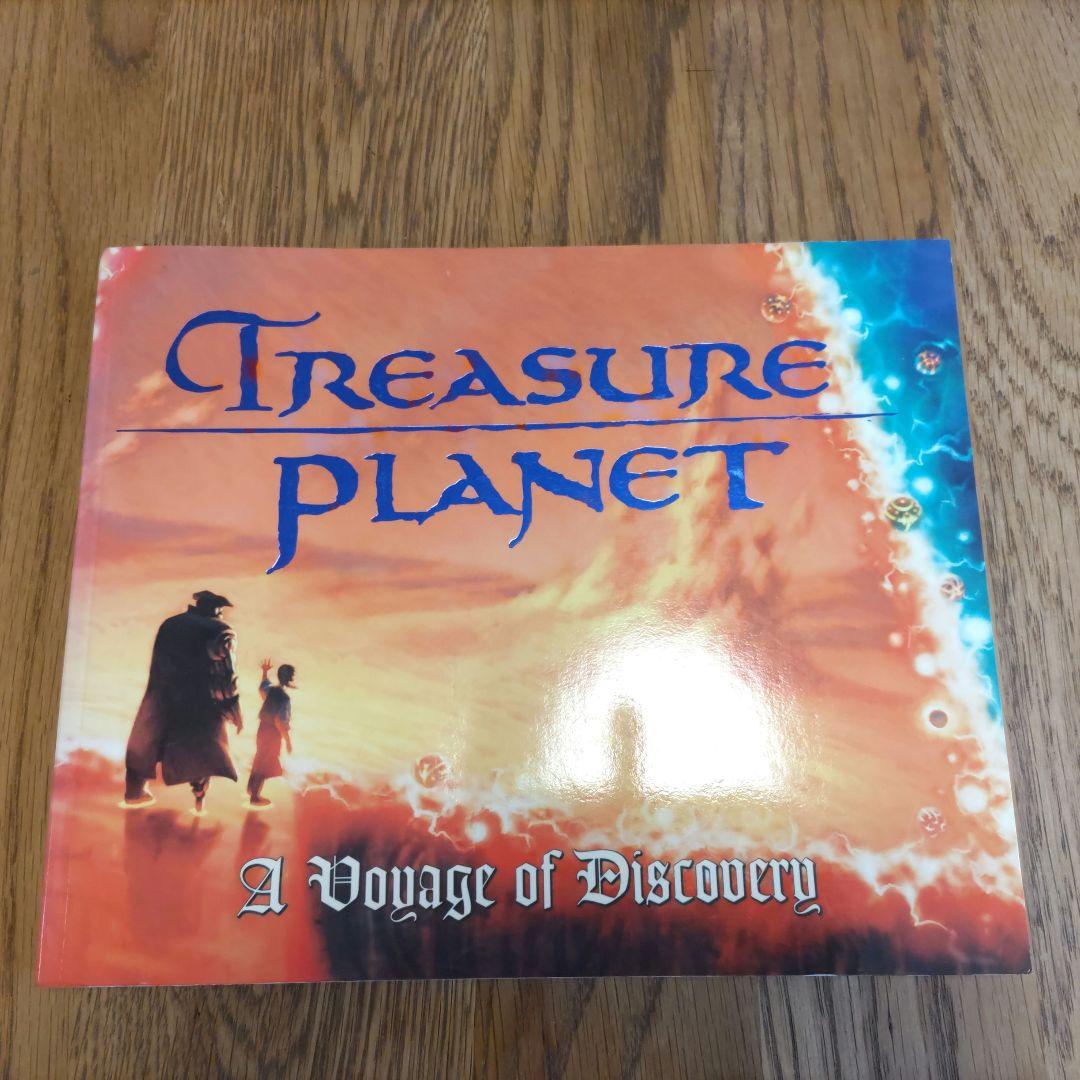 TREASURE
PLANET
A Voyage of Discovery